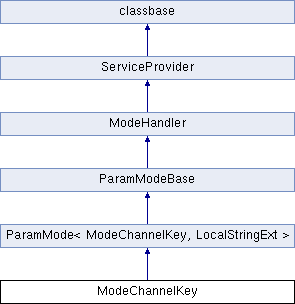 classbase
ServiceProvider
ModeHandler
ParamModeBase
ParamMode< ModeChannelKey, LocalStringExt >
ModeChannelKey